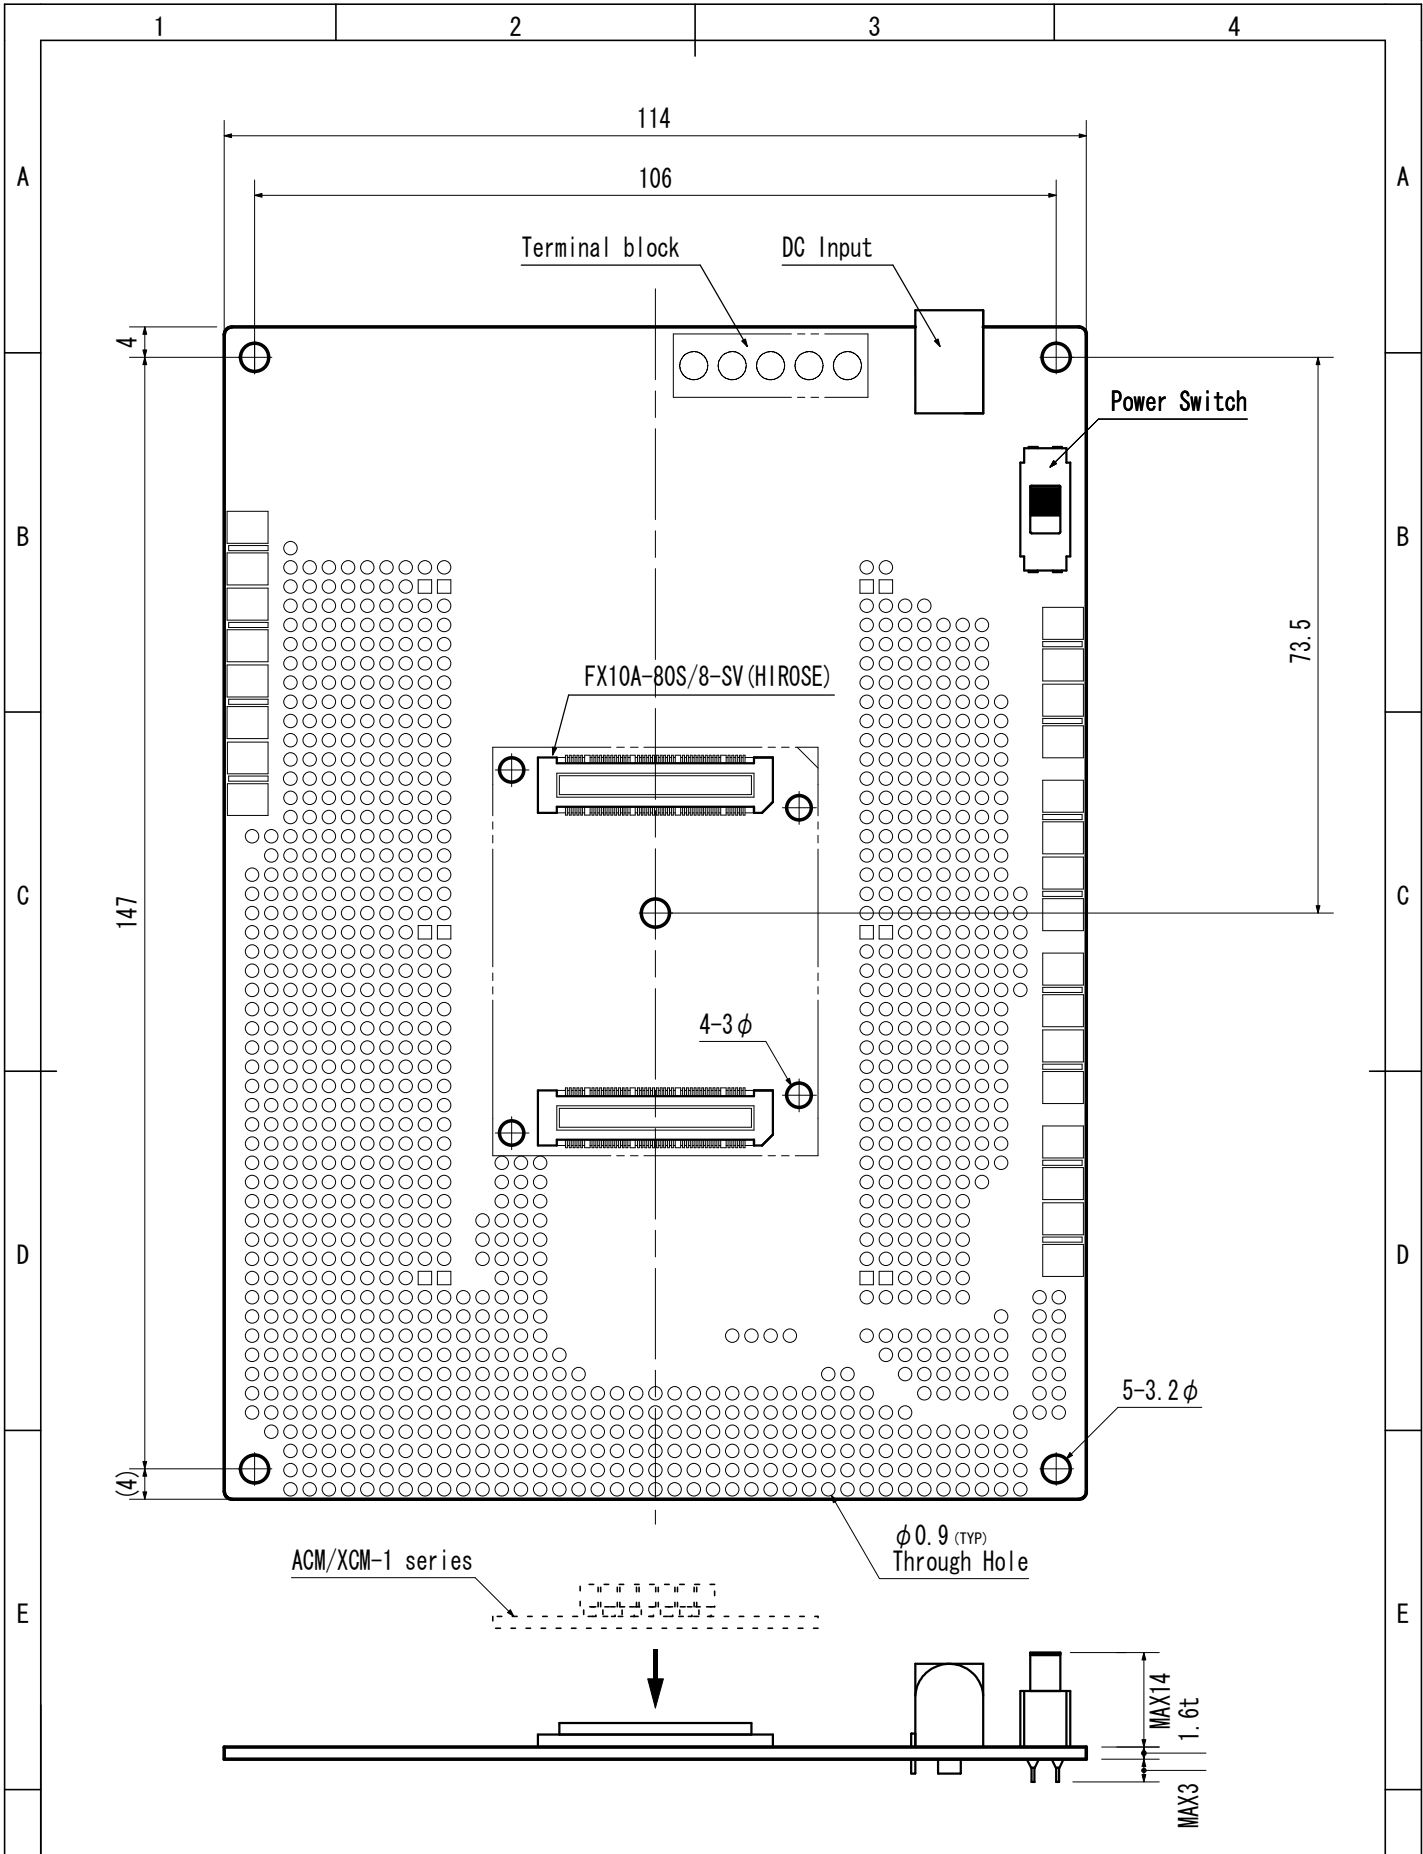 1 2 3 4
114
A A
106
Terminal block DC Input
4
Power Switch
B B
73.5
FX10A-80S/8-SV(HIROSE)
C C
147
4-3φ
D D
5-3.2φ
(4)
φ0.9 (TYP)
Through Hole
ACM/XCM-1 series
E E
MAX14
1.6t
MAX3